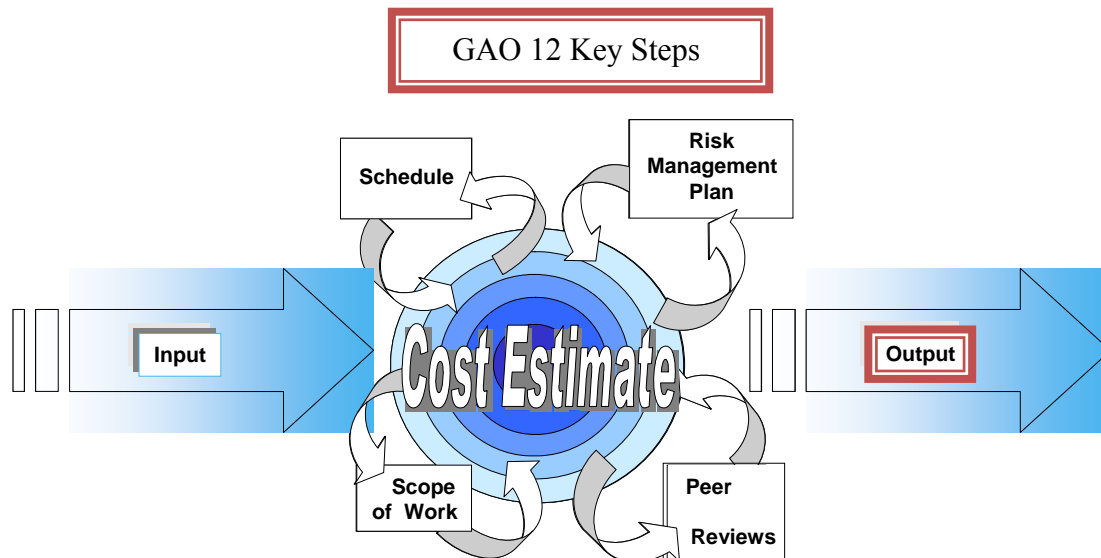 GAO 12 Key Steps
Schedule
Risk
Management
Plan
Input
Cost Estimate
Output
Scope
of Work
Peer
Reviews